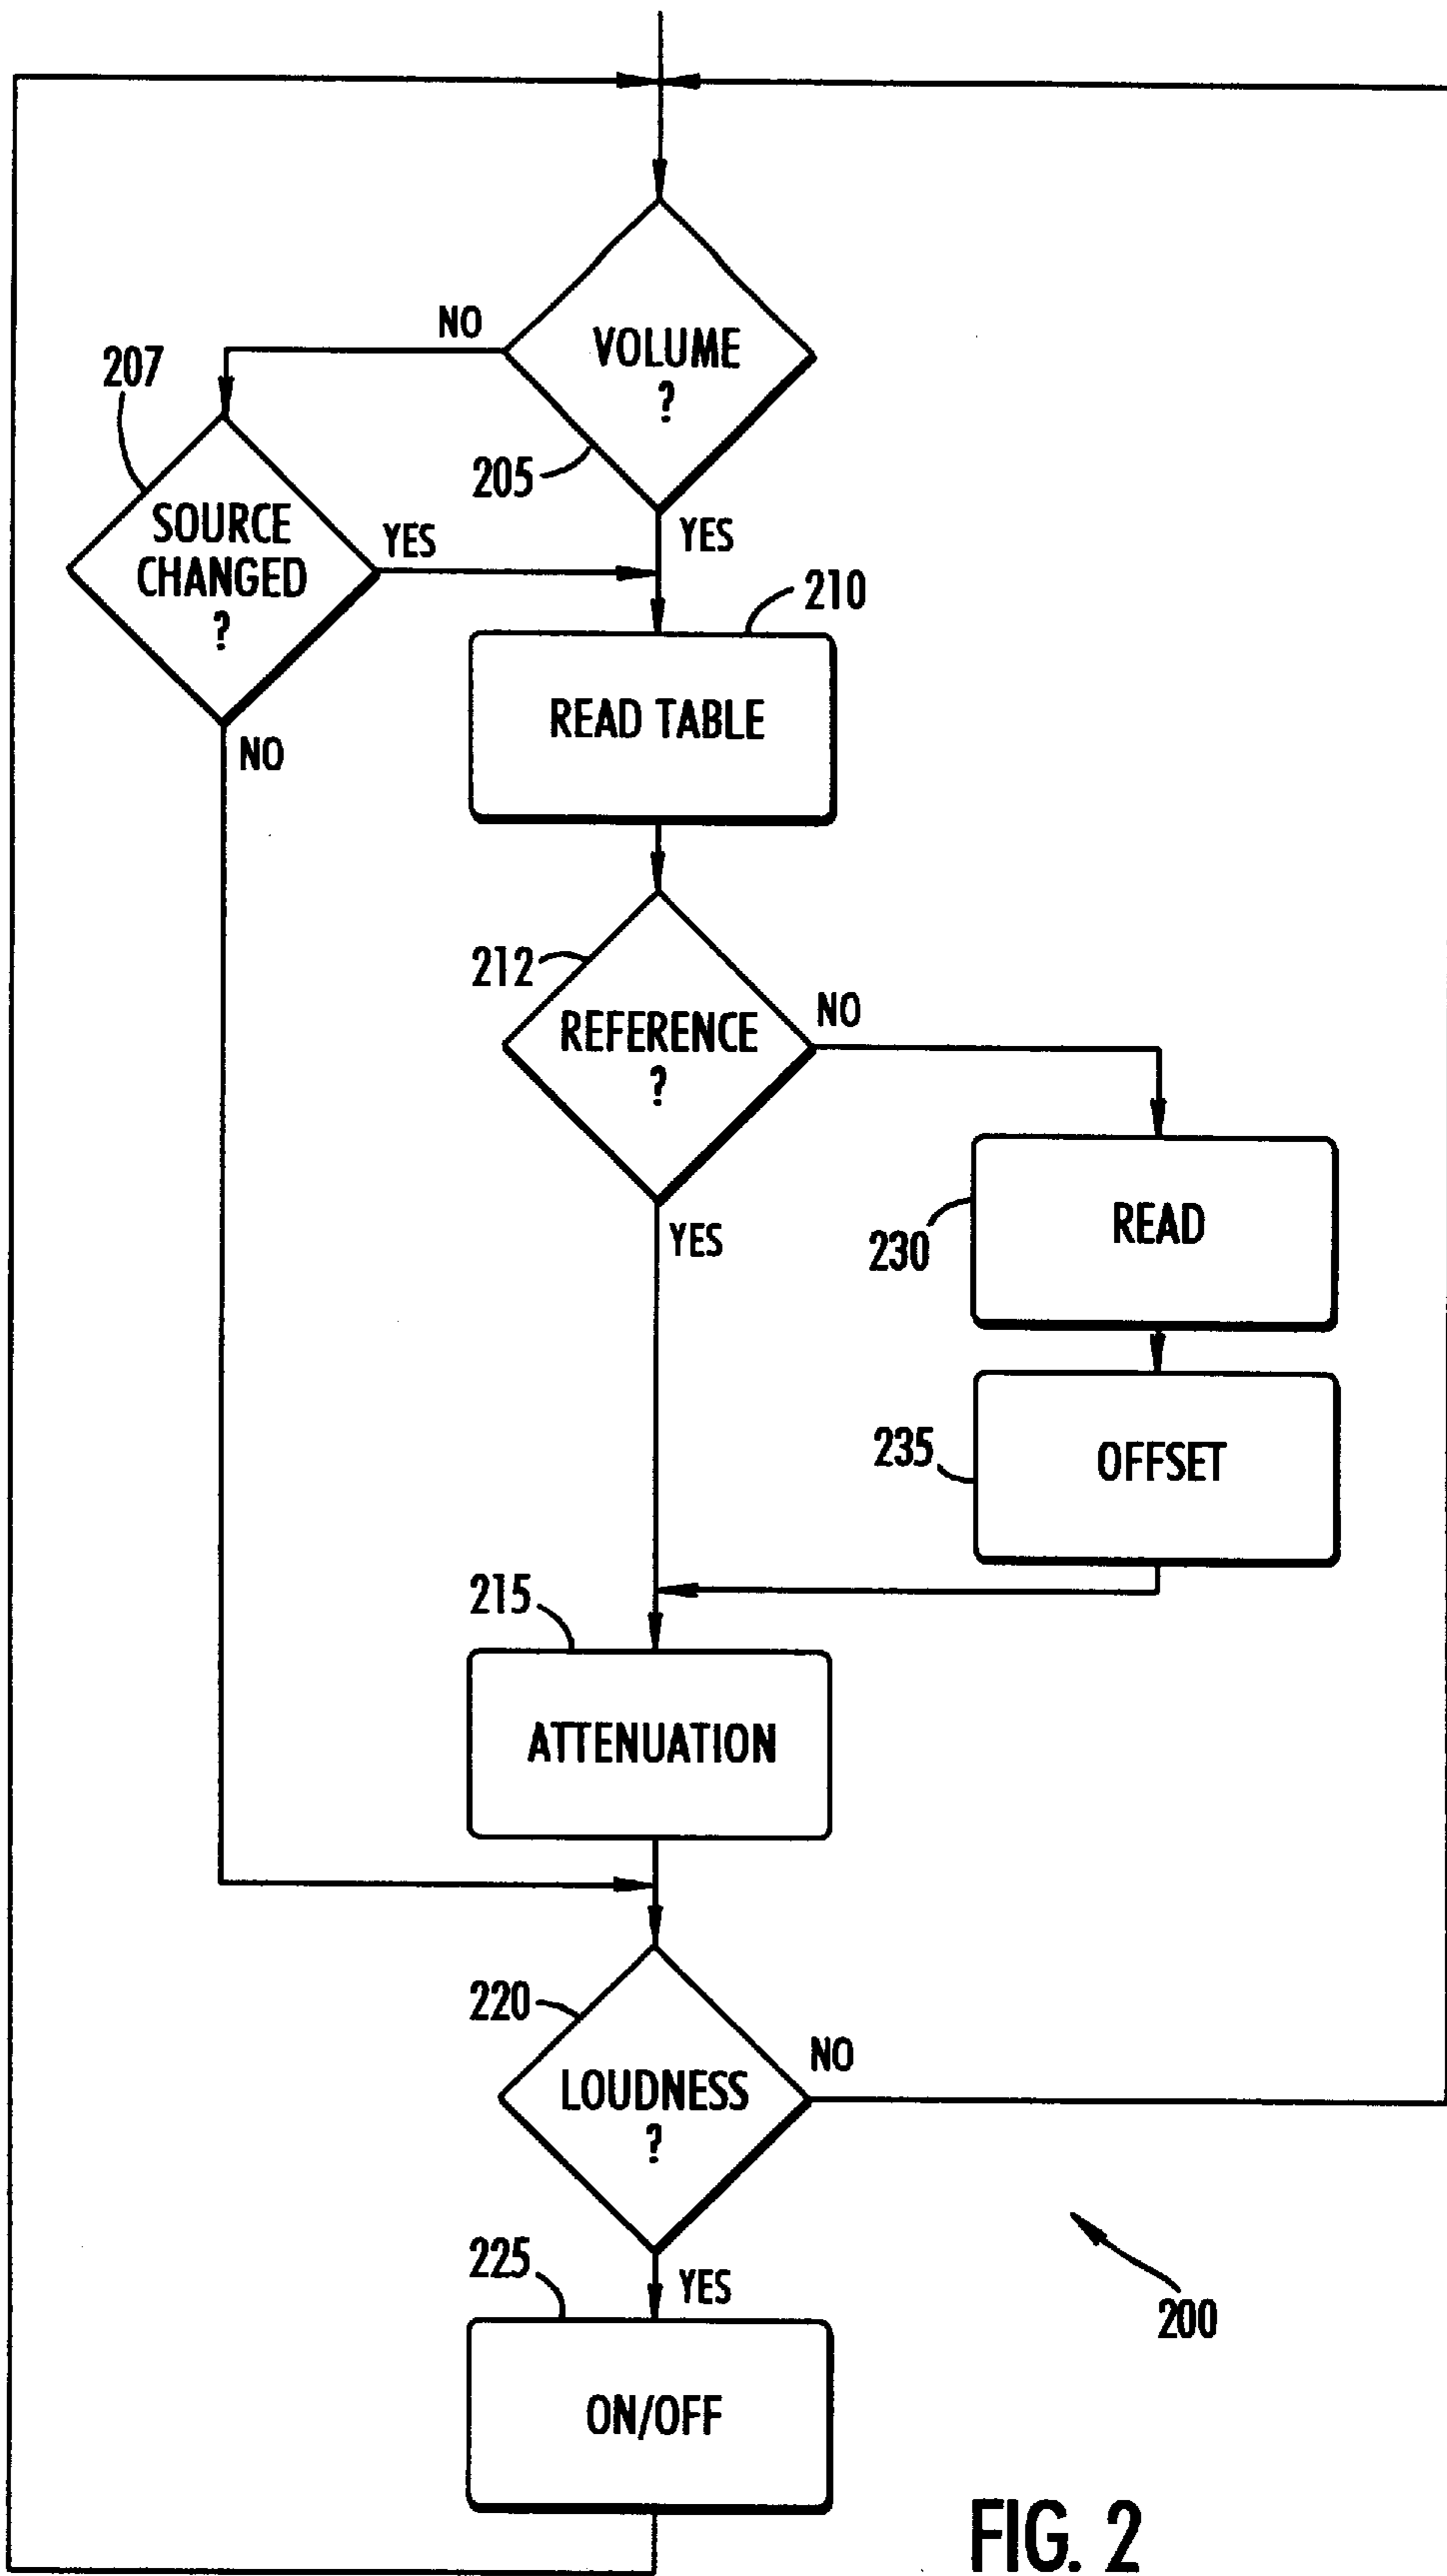 NO
VOLUME
?
207
205
SOURCE
CHANGED
?
YES
YES
210
READ TABLE
NO
212
REFERENCE
?
NO
YES
230
READ
235
OFFSET
215
ATTENUATION
220
LOUDNESS
?
NO
225
YES
200
ON/OFF
FIG. 2